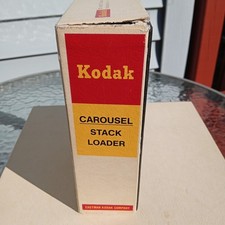 Kodak
CAROUSEL
STACK
LOADER
EASTMAN KODAK COMPANY